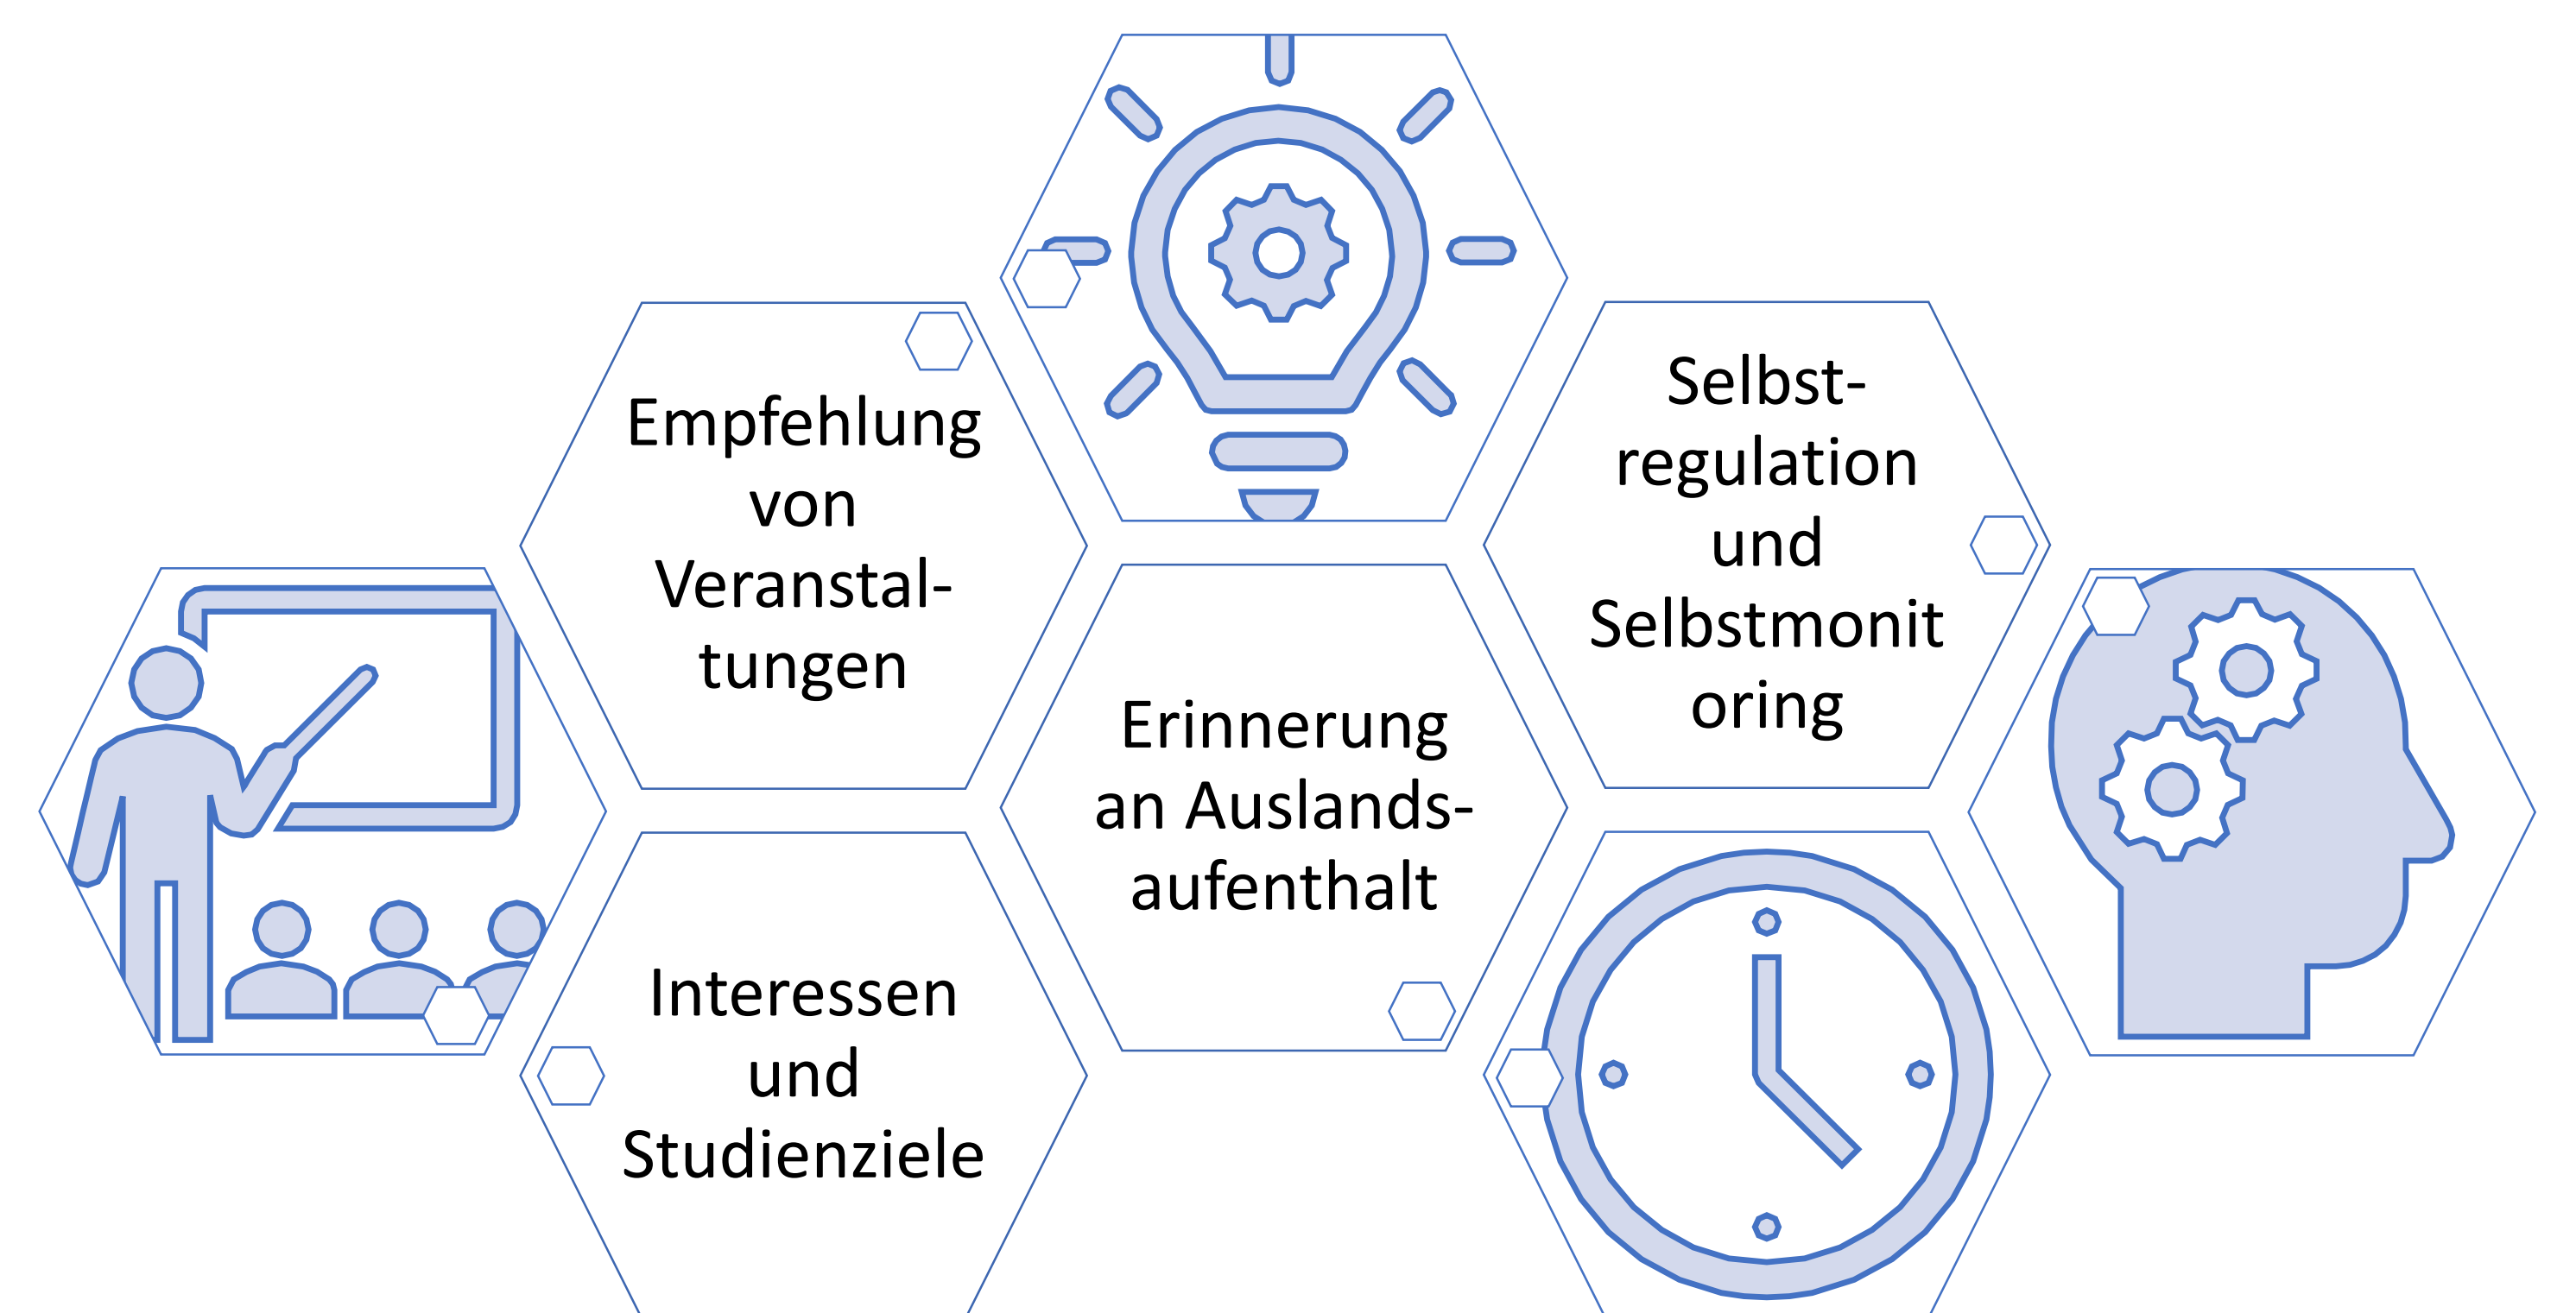 Empfehlung
von
Veranstal-
tungen
Interessen
und
Studienziele
Erinnerung
an Auslands-
aufenthalt
Selbst-
regulation
und
Selbstmonit
oring